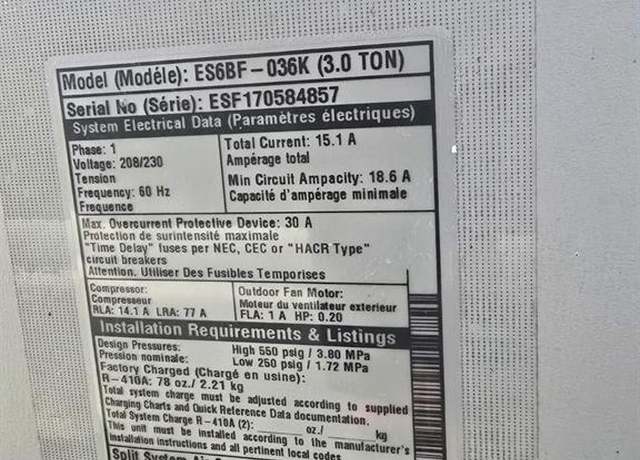 Model (Modéle): ES6BF-036K (3.0 TON)
Serial No (Série): ESF170584857
System Electrical Data (Paramètres électriques)
Phase: 1
Voltage: 208/230
Tension
Frequency: 60 Hz
Frequence
Total Current: 15.1 A
Ampérage total
Min Circuit Ampacity: 18.6 A
Capacité d'ampérage minimale
Max. Overcurrent Protective Device: 30 A
Protection de surintensité maximale
"Time Delay" fuses per NEC, CEC or "HACR Type"
circuit breakers
Attention. Utiliser Des Fusibles Temporises
Compressor:
Compresseur
RLA: 14.1 A LRA: 77 A
Outdoor Fan Motor:
Moteur du ventilateur exterieur
FLA: 1 A HP: 0.20
Installation Requirements & Listings
Design Pressures:
Pression nominale:
High 550 psig / 3.80 MPa
Low 250 psig / 1.72 MPa
Factory Charged (Chargé en usine):
R-410A: 78 oz./ 2.21 kg
Total system charge must be adjusted according to supplied
Charging Charts and Quick Reference Data documentation.
Total System Charge R-410A (2): oz./ kg
This unit must be installed according to the manufacturer's
installation instructions and all pertinent local codes.
Split System Air